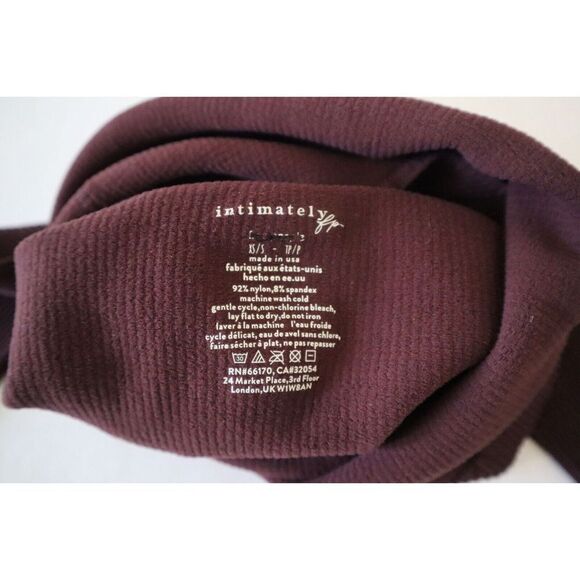 intimately fp
XS/S - TP/P
made in usa
fabriqué aux états-unis
hecho en ee.uu
92% nylon,8% spandex
machine wash cold
gentle cycle,non-chlorine bleach,
lay flat to dry,do not iron
laver à la machine l'eau froide
cycle délicat, eau de avel sans chlore,
faire sécher à plat, ne pas repasser
30
RN#66170, CA#32054
24 Market Place,3rd Floor
London,UK W1W8AN